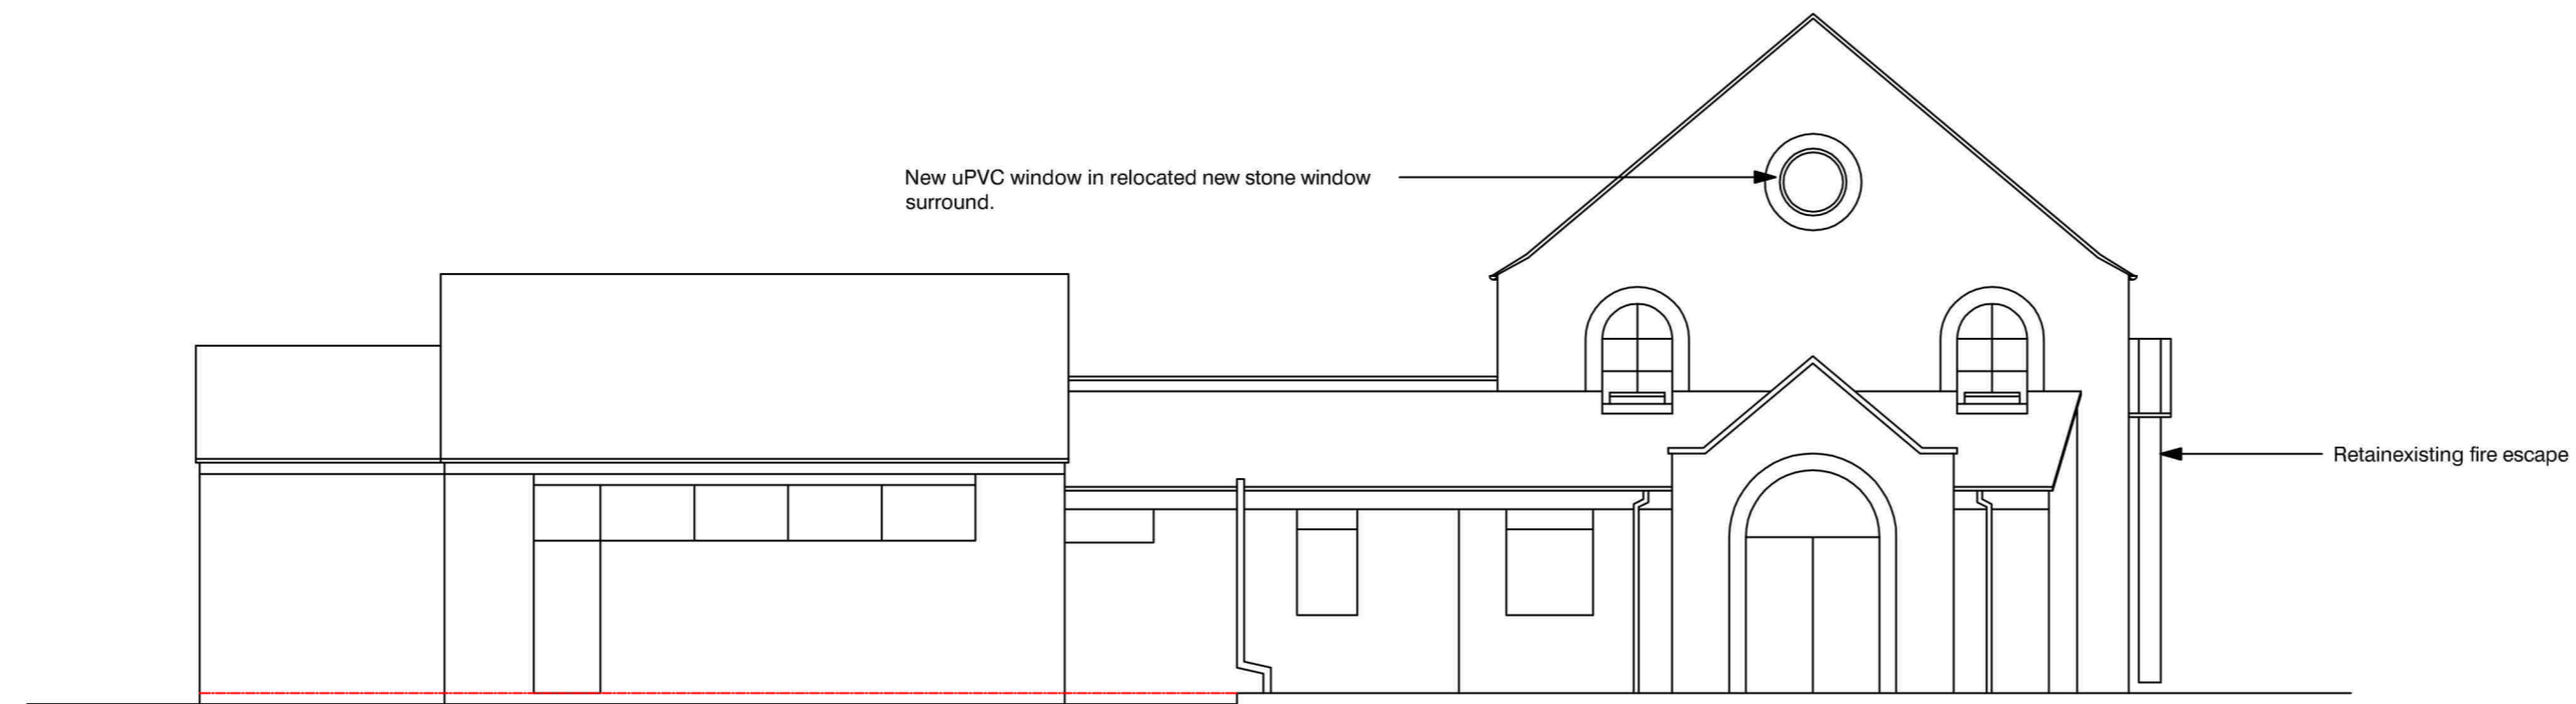 New uPVC window in relocated new stone window
surround.
Retainexisting fire escape